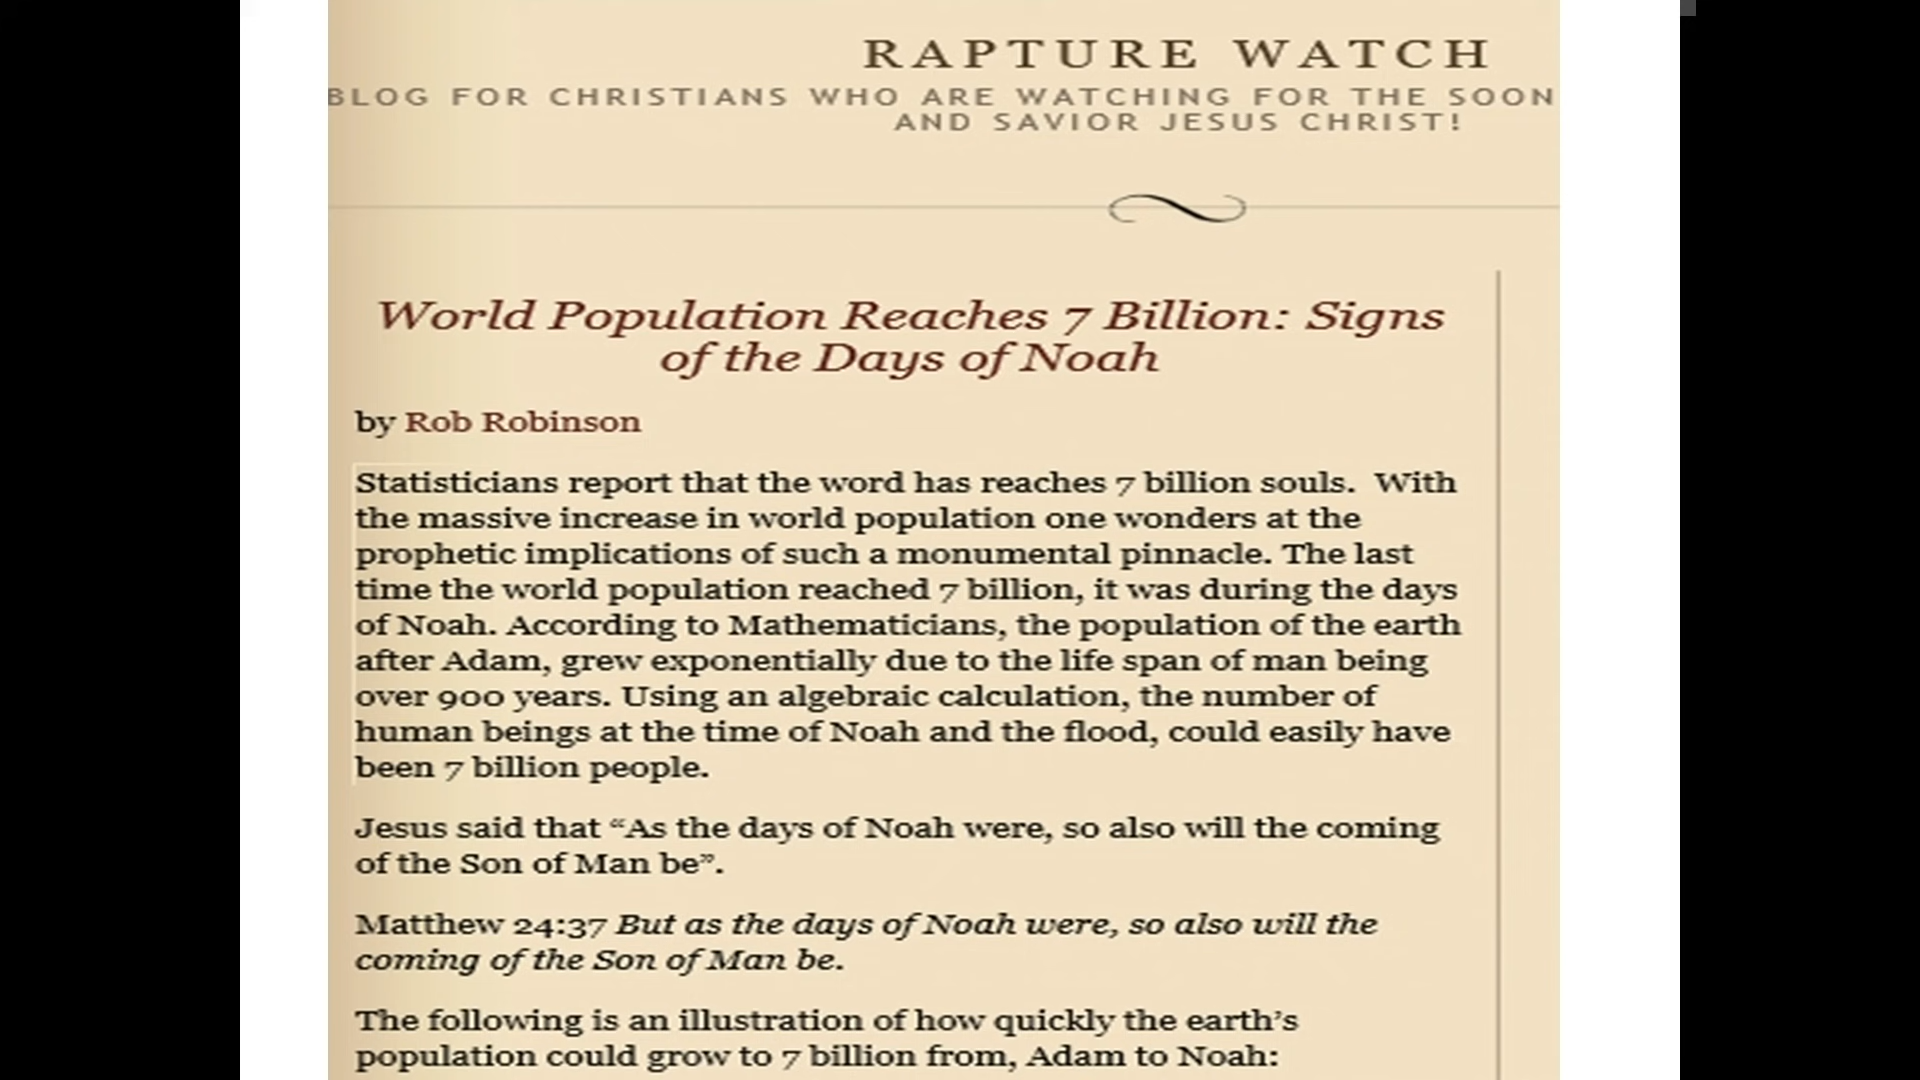 RAPTURE WATCH
BLOG FOR CHRISTIANS WHO ARE WATCHING FOR THE SOON
AND SAVIOR JESUS CHRIST!
World Population Reaches 7 Billion: Signs
of the Days of Noah
by Rob Robinson
Statisticians report that the word has reaches 7 billion souls.  With
the massive increase in world population one wonders at the
prophetic implications of such a monumental pinnacle. The last
time the world population reached 7 billion, it was during the days
of Noah. According to Mathematicians, the population of the earth
after Adam, grew exponentially due to the life span of man being
over 900 years. Using an algebraic calculation, the number of
human beings at the time of Noah and the flood, could easily have
been 7 billion people.
Jesus said that “As the days of Noah were, so also will the coming
of the Son of Man be”.
Matthew 24:37 But as the days of Noah were, so also will the
coming of the Son of Man be.
The following is an illustration of how quickly the earth’s
population could grow to 7 billion from, Adam to Noah: